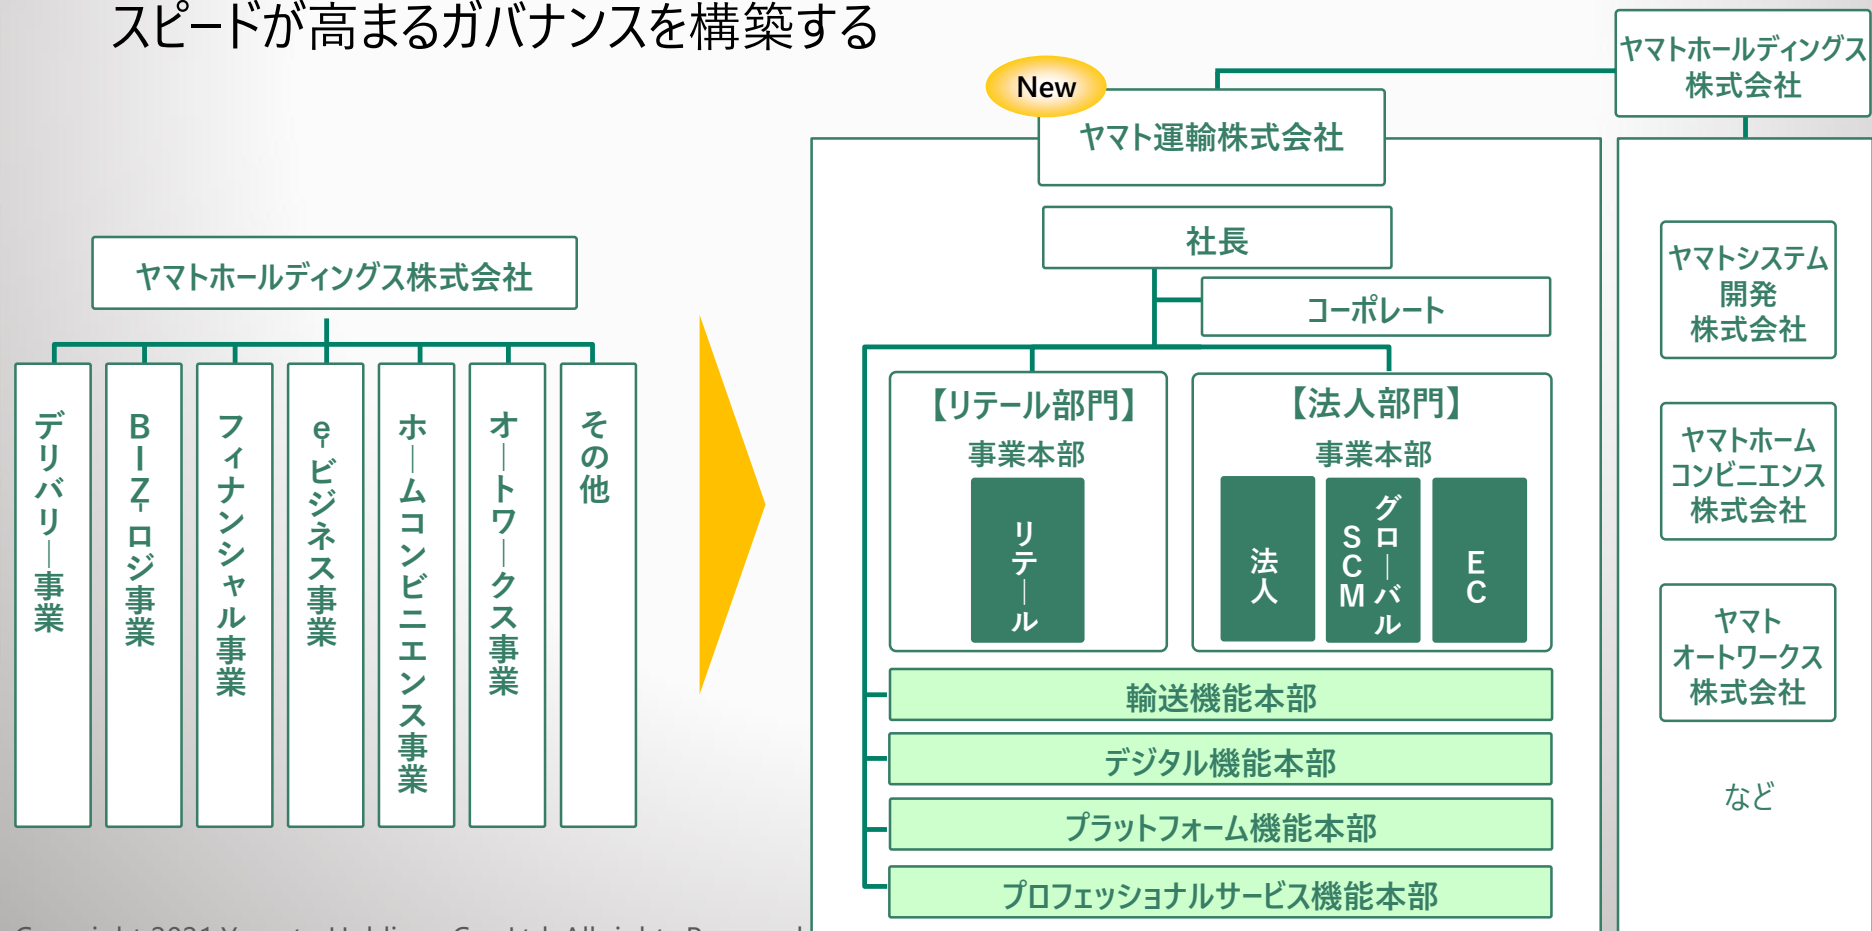 スピードが高まるガバナンスを構築する
ヤマトホールディングス株式会社
デリバリー事業
BIZ-ロジ事業
フィナンシャル事業
e-ビジネス事業
ホームコンビニエンス事業
オートワークス事業
その他
New
ヤマト運輸株式会社
社長
コーポレート
【リテール部門】
事業本部
リテール
【法人部門】
事業本部
法人
グローバル
SCM
EC
輸送機能本部
デジタル機能本部
プラットフォーム機能本部
プロフェッショナルサービス機能本部
ヤマトホールディングス
株式会社
ヤマトシステム
開発
株式会社
ヤマトホーム
コンビニエンス
株式会社
ヤマト
オートワークス
株式会社
など
Copyright 2021 Yamato Holdings Co., Ltd. All rights Reserved